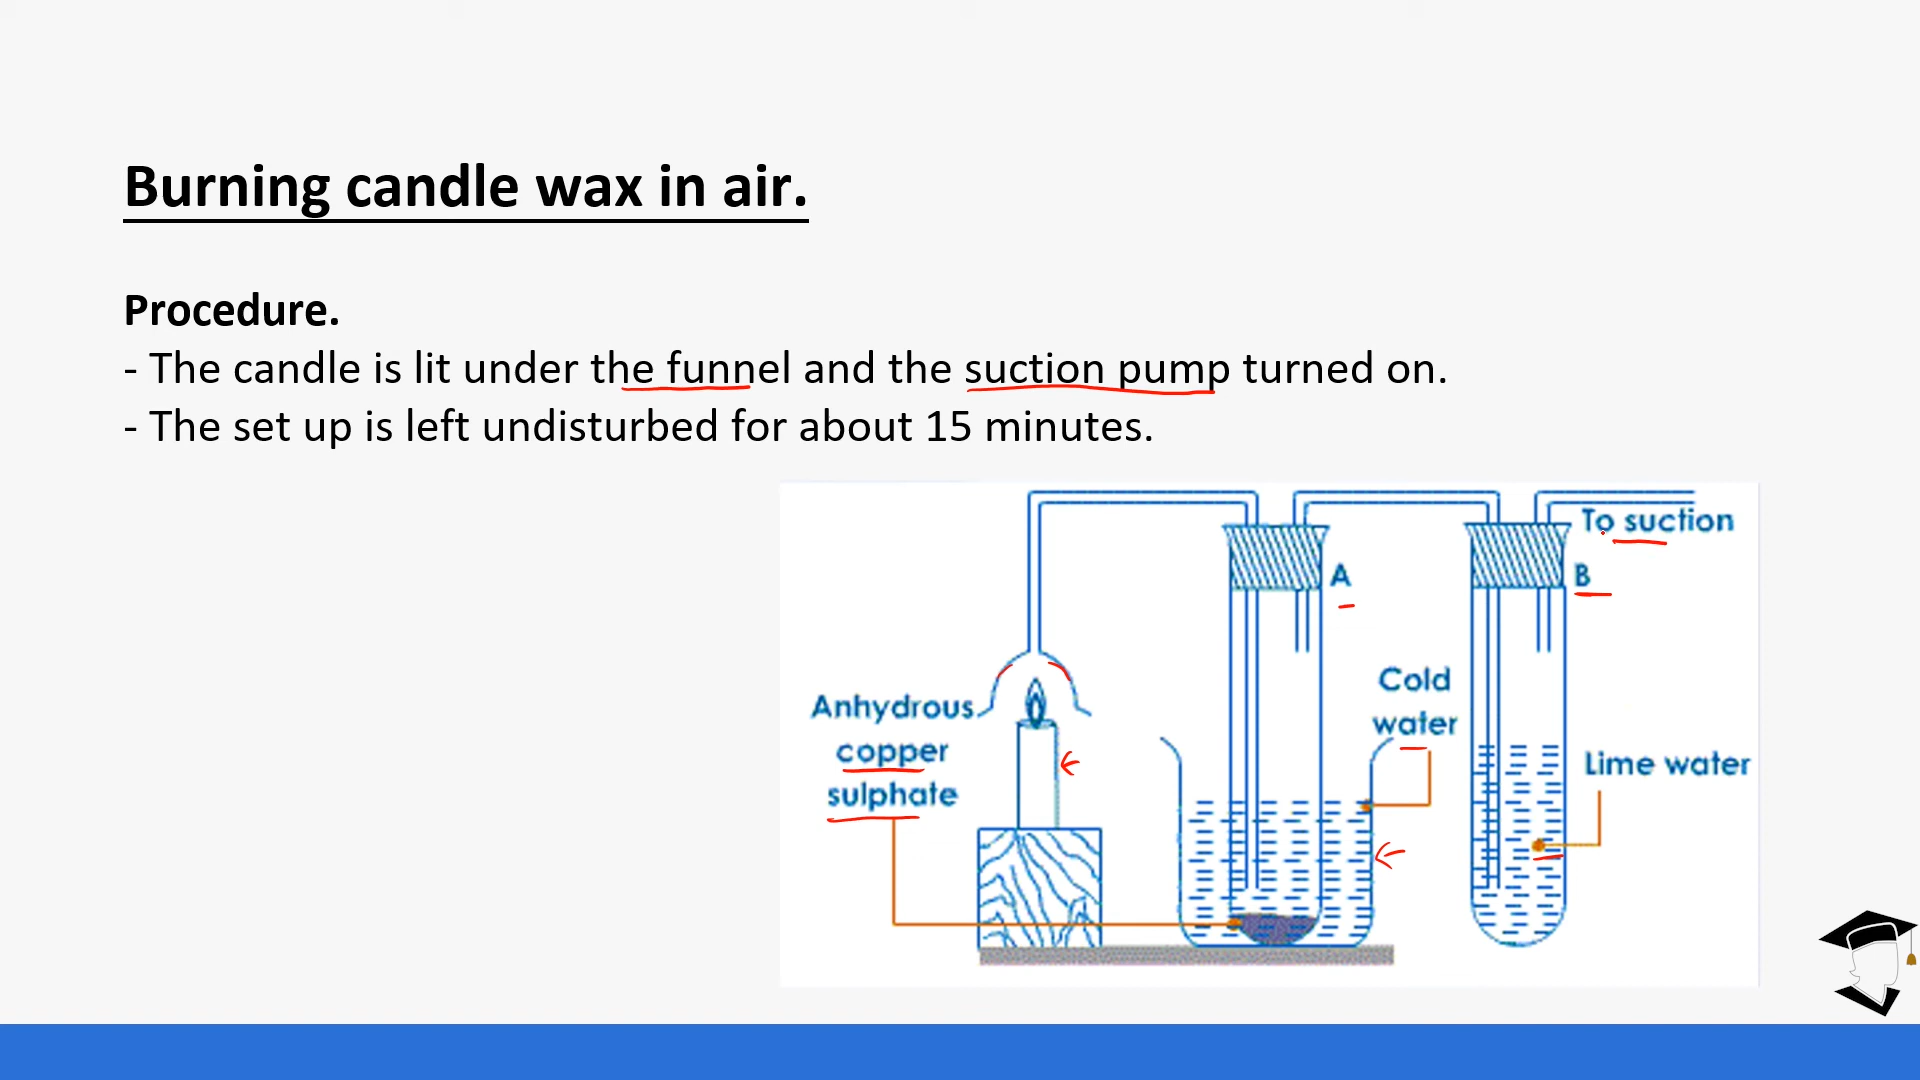 Burning candle wax in air.
Procedure.
- The candle is lit under the funnel and the suction pump turned on.
- The set up is left undisturbed for about 15 minutes.
To suction
A
B
Cold
water
Anhydrous
copper
sulphate
Lime water